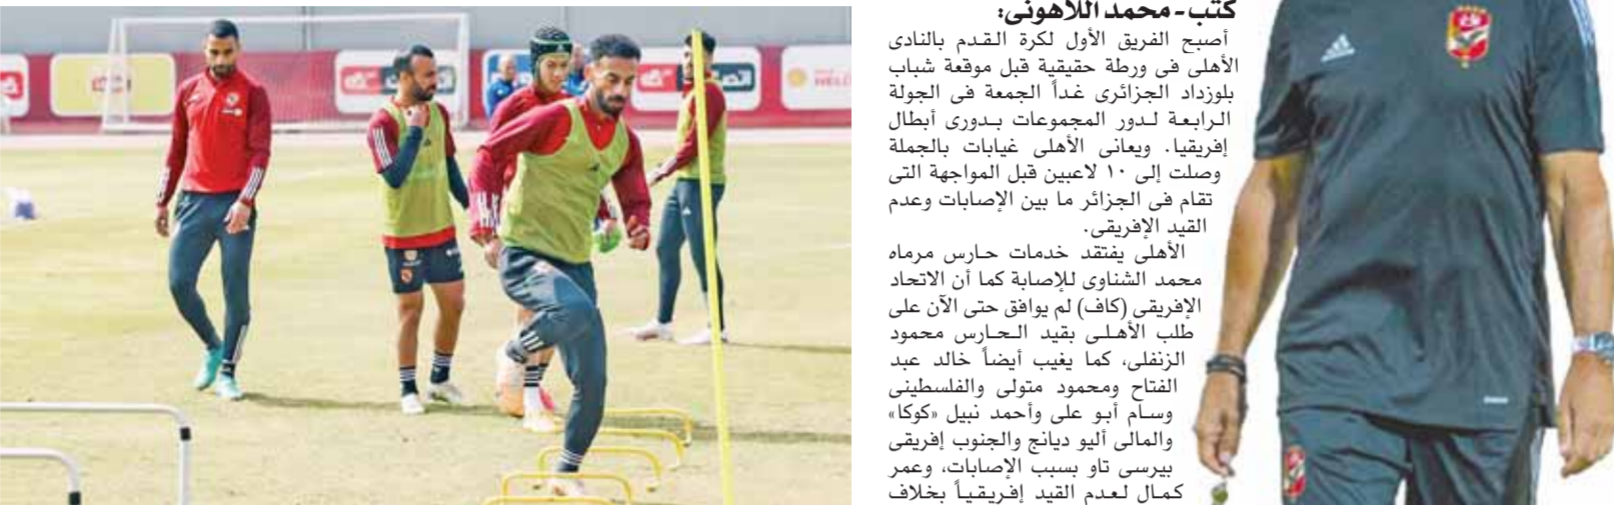 كتب - محمد اللاهونى:
أصبح الفريق الأول لكرة القدم بالنادى
الأهلى فى ورطة حقيقية قبل موقعة شباب
بلوزداد الجزائرى غداً الجمعة فى الجولة
الرابعة لدور المجموعات بدورى أبطال
إفريقيا. ويعانى الأهلى غيابات بالجملة
وصلت إلى ١٠ لاعبين قبل المواجهة التى
تقام فى الجزائر ما بين الإصابات وعدم
القيد الإفريقى.
الأهلى يفتقد خدمات حارس مرماه
محمد الشناوى للإصابة كما أن الاتحاد
الإفريقى (كاف) لم يوافق حتى الآن على
طلب الأهلى بقيد الحارس محمود
الزنفلى، كما يغيب أيضاً خالد عبد
الفتاح ومحمود متولى والفلسطينى
وسام أبو على وأحمد نبيل «كوكا»
والمالى أليو ديانج والجنوب إفريقى
بيرسى تاو بسبب الإصابات، وعمر
كمال لعدم القيد إفريقياً بخلاف